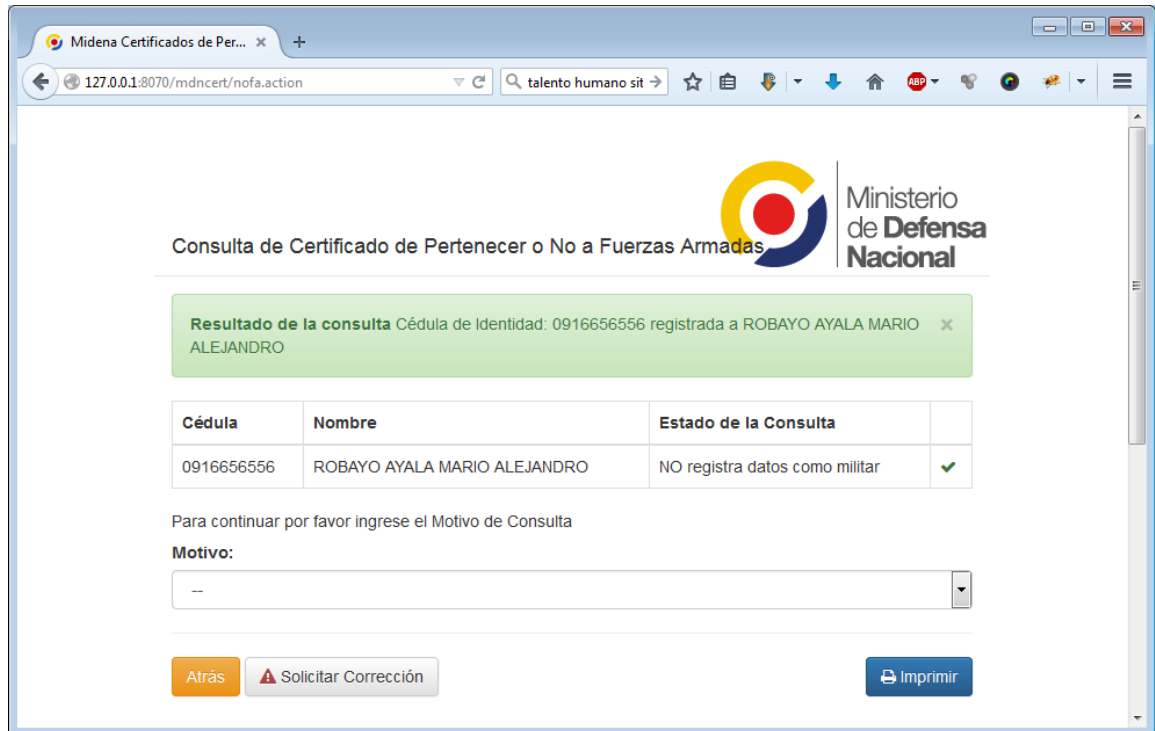 Midena Certificados de Per...
127.0.0.1:8070/mdncert/nofa.action
talento humano sit
ABP
Ministerio
de Defensa
Nacional
Consulta de Certificado de Pertenecer o No a Fuerzas Armadas
Resultado de la consulta Cédula de Identidad: 0916656556 registrada a ROBAYO AYALA MARIO
ALEJANDRO
Cédula Nombre Estado de la Consulta
0916656556 ROBAYO AYALA MARIO ALEJANDRO NO registra datos como militar
Para continuar por favor ingrese el Motivo de Consulta
Motivo:
--
Atrás Solicitar Corrección Imprimir